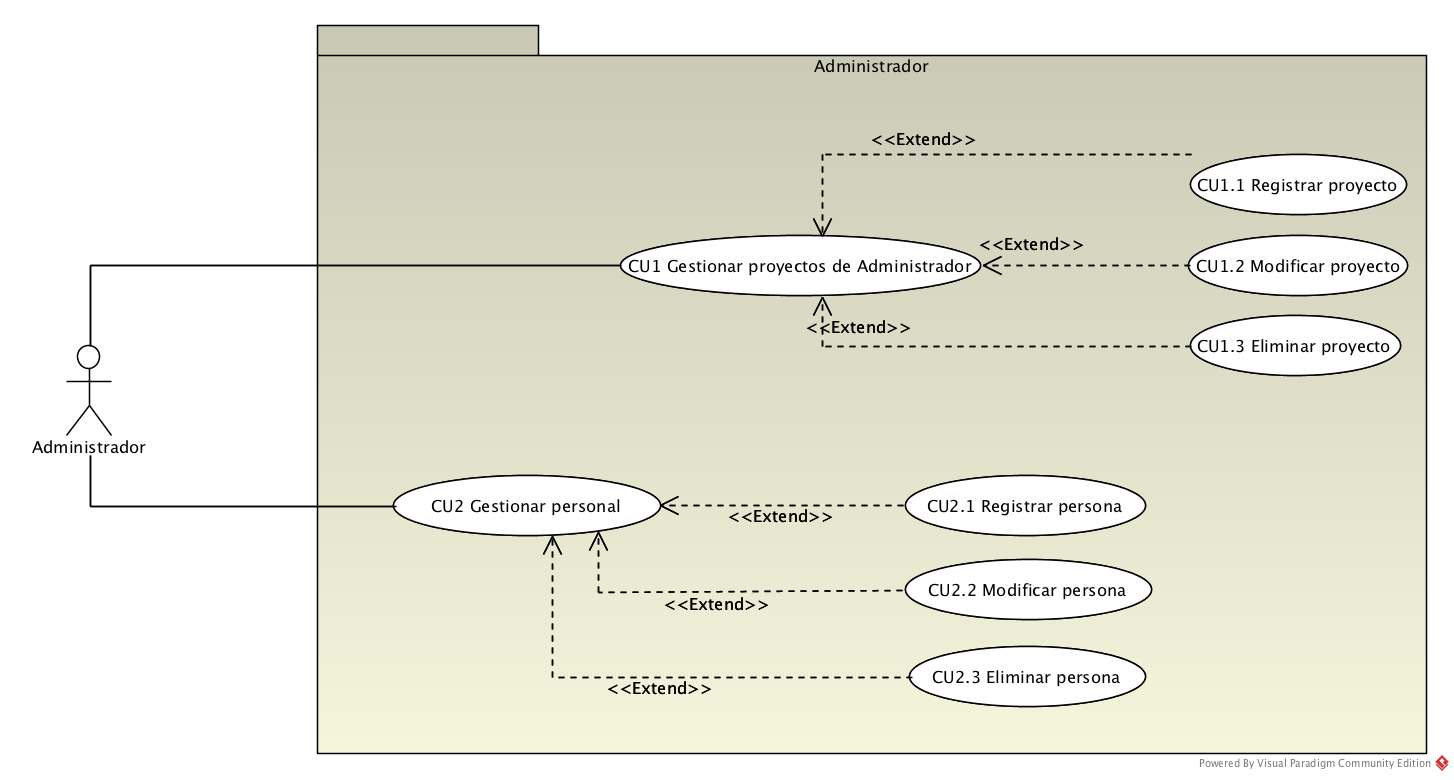 Administrador
<<Extend>>
CU1.1 Registrar proyecto
<<Extend>>
CU1 Gestionar proyectos de Administrador
CU1.2 Modificar proyecto
<<Extend>>
CU1.3 Eliminar proyecto
Administrador
CU2 Gestionar personal
CU2.1 Registrar persona
<<Extend>>
CU2.2 Modificar persona
<<Extend>>
CU2.3 Eliminar persona
<<Extend>>
Powered By Visual Paradigm Community Edition